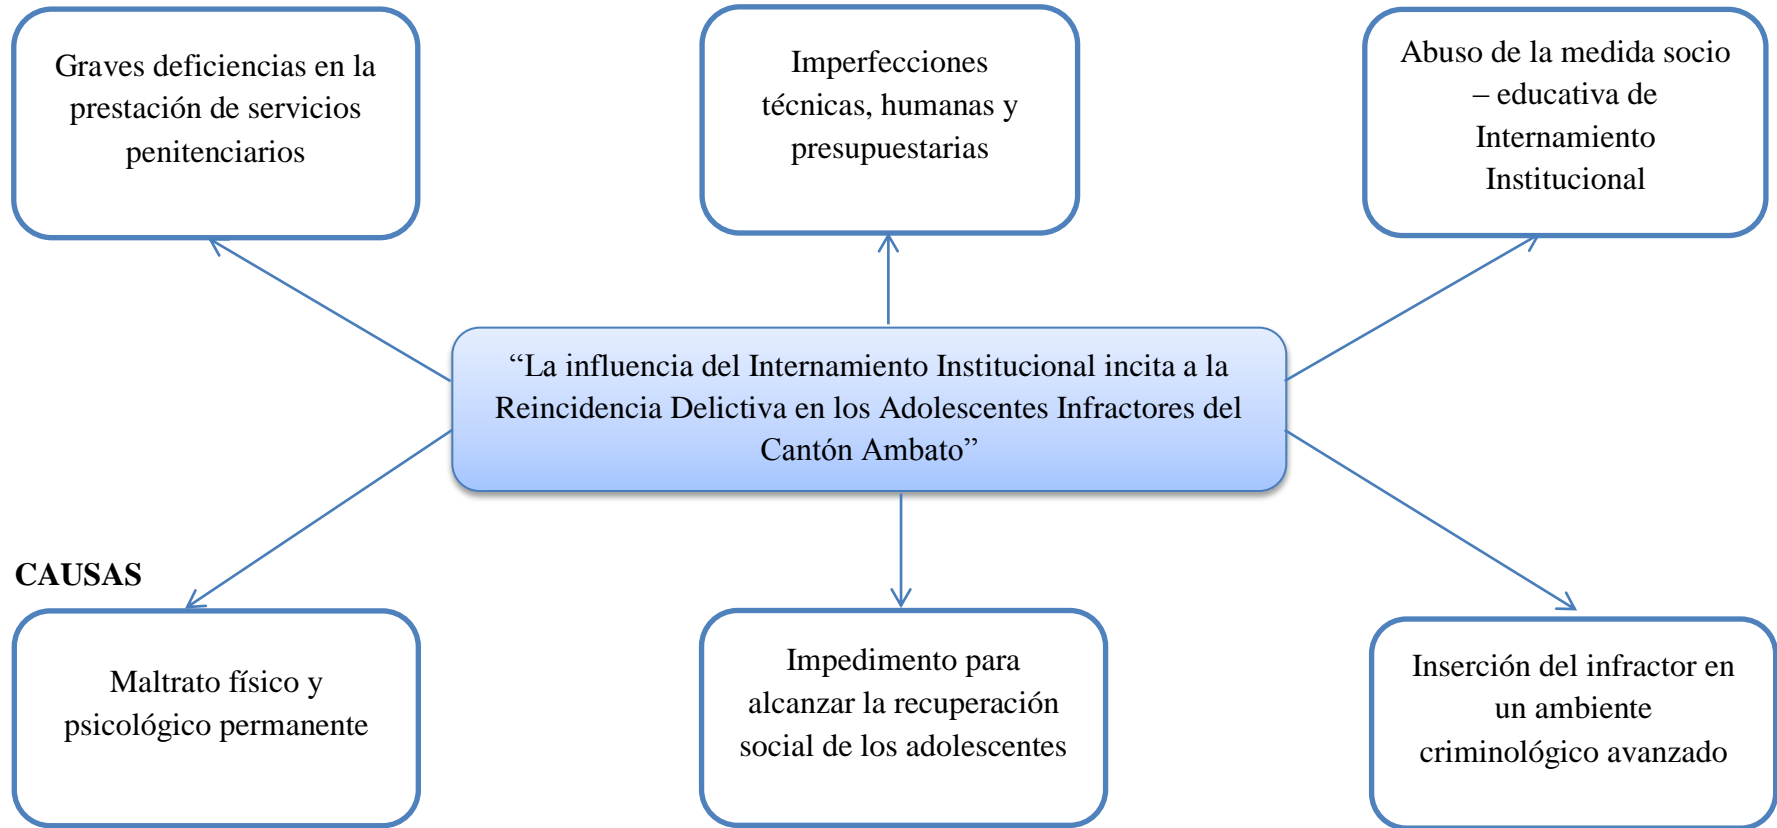 Graves deficiencias en la
prestación de servicios
penitenciarios
Imperfecciones
técnicas, humanas y
presupuestarias
Abuso de la medida socio
– educativa de
Internamiento
Institucional
“La influencia del Internamiento Institucional incita a la
Reincidencia Delictiva en los Adolescentes Infractores del
Cantón Ambato”
CAUSAS
Maltrato físico y
psicológico permanente
Impedimento para
alcanzar la recuperación
social de los adolescentes
Inserción del infractor en
un ambiente
criminológico avanzado